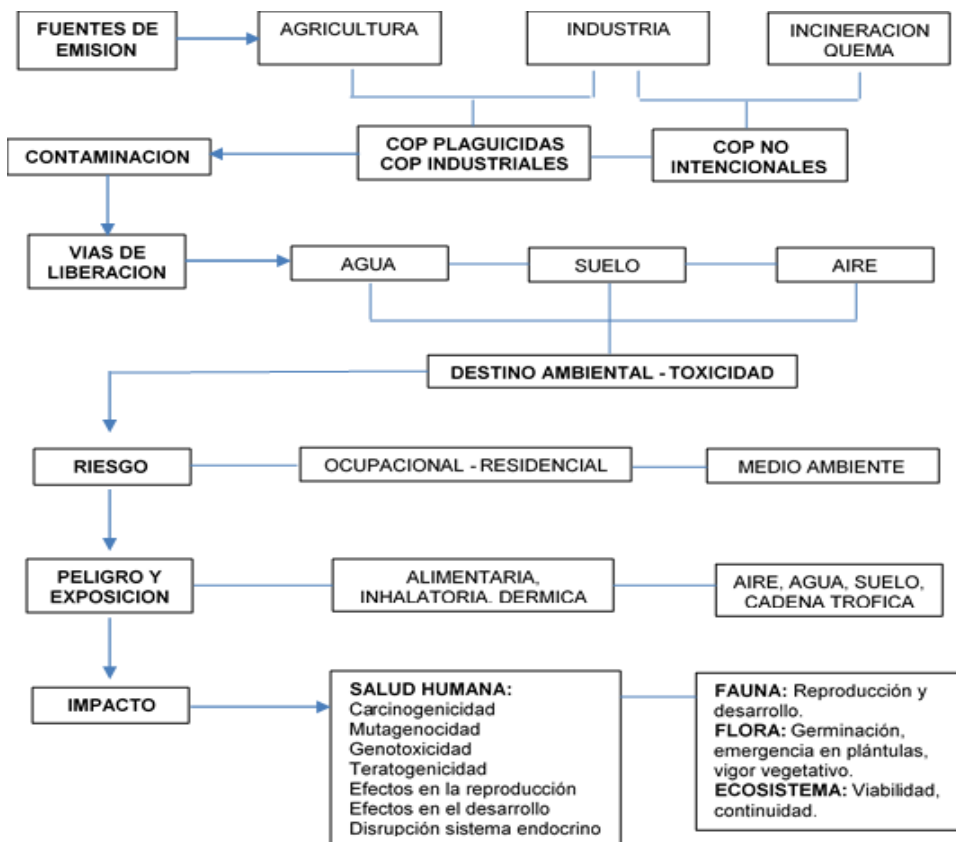 FUENTES DE
EMISION
AGRICULTURA
INDUSTRIA
INCINERACION
QUEMA
CONTAMINACION
COP PLAGUICIDAS
COP INDUSTRIALES
COP NO
INTENCIONALES
VIAS DE
LIBERACION
AGUA
SUELO
AIRE
DESTINO AMBIENTAL - TOXICIDAD
RIESGO
OCUPACIONAL - RESIDENCIAL
MEDIO AMBIENTE
PELIGRO Y
EXPOSICION
ALIMENTARIA,
INHALATORIA. DERMICA
AIRE, AGUA, SUELO,
CADENA TROFICA
IMPACTO
SALUD HUMANA:
Carcinogenicidad
Mutagenocidad
Genotoxicidad
Teratogenicidad
Efectos en la reproducción
Efectos en el desarrollo
Disrupción sistema endocrino
FAUNA: Reproducción y
desarrollo.
FLORA: Germinación,
emergencia en plántulas,
vigor vegetativo.
ECOSISTEMA: Viabilidad,
continuidad.